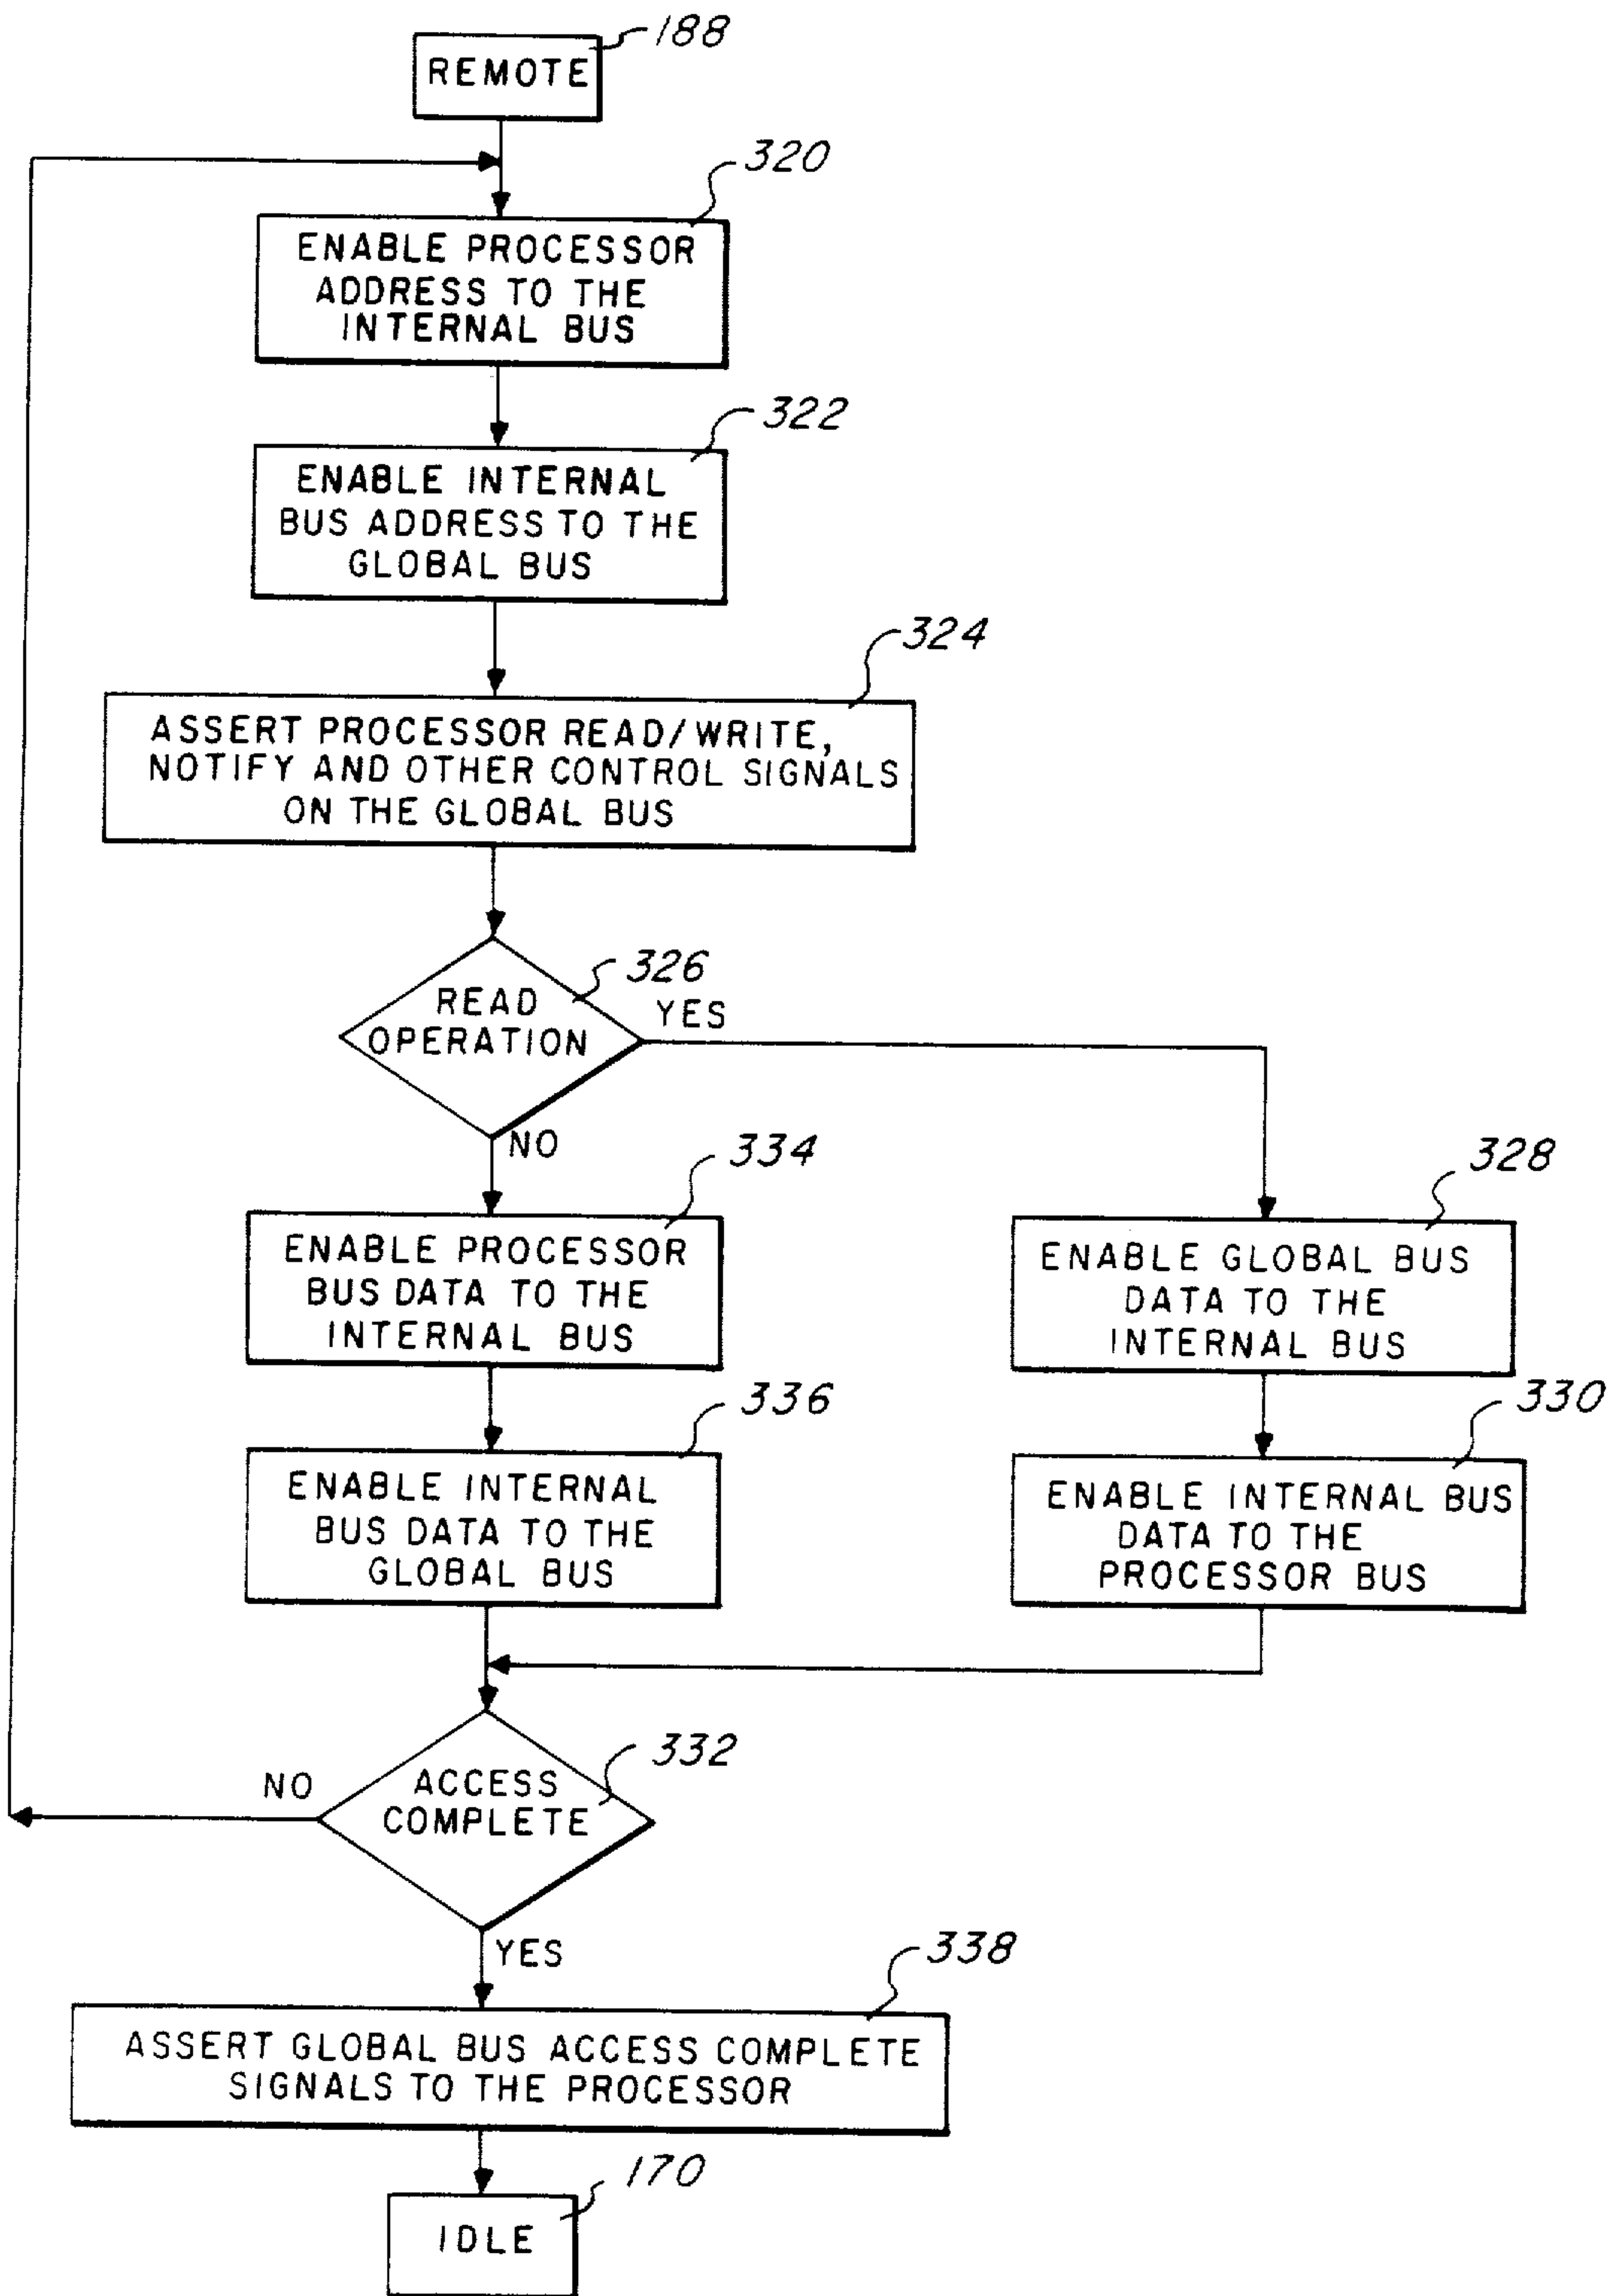 188
REMOTE
320
ENABLE PROCESSOR
ADDRESS TO THE
INTERNAL BUS
322
ENABLE INTERNAL
BUS ADDRESS TO THE
GLOBAL BUS
324
ASSERT PROCESSOR READ/WRITE,
NOTIFY AND OTHER CONTROL SIGNALS
ON THE GLOBAL BUS
326
READ
OPERATION
YES
NO
334
ENABLE PROCESSOR
BUS DATA TO THE
INTERNAL BUS
328
ENABLE GLOBAL BUS
DATA TO THE
INTERNAL BUS
336
ENABLE INTERNAL
BUS DATA TO THE
GLOBAL BUS
330
ENABLE INTERNAL BUS
DATA TO THE
PROCESSOR BUS
332
NO
ACCESS
COMPLETE
YES
338
ASSERT GLOBAL BUS ACCESS COMPLETE
SIGNALS TO THE PROCESSOR
170
IDLE